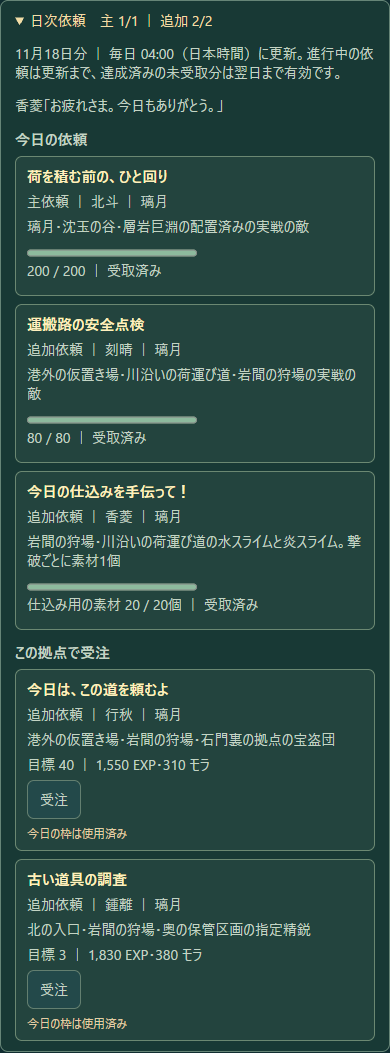 ▼ 日次依頼 主 1/1 | 追加 2/2
11月18日分 | 毎日 04:00（日本時間）に更新。進行中の依
頼は更新まで、達成済みの未受取分は翌日まで有効です。
香菱「お疲れさま。今日もありがとう。」
今日の依頼
荷を積む前の、ひと回り
主依頼 | 北斗 | 璃月
璃月・沈玉の谷・層岩巨淵の配置済みの実戦の敵
200 / 200 | 受取済み
運搬路の安全点検
追加依頼 | 刻晴 | 璃月
港外の仮置き場・川沿いの荷運び道・岩間の狩場の実戦の
敵
80 / 80 | 受取済み
今日の仕込みを手伝って！
追加依頼 | 香菱 | 璃月
岩間の狩場・川沿いの荷運び道の水スライムと炎スライム。撃
破ごとに素材1個
仕込み用の素材 20 / 20個 | 受取済み
この拠点で受注
今日は、この道を頼むよ
追加依頼 | 行秋 | 璃月
港外の仮置き場・岩間の狩場・石門裏の拠点の宝盗団
目標 40 | 1,550 EXP・310 モラ
受注
今日の枠は使用済み
古い道具の調査
追加依頼 | 鍾離 | 璃月
北の入口・岩間の狩場・奥の保管区画の指定精鋭
目標 3 | 1,830 EXP・380 モラ
受注
今日の枠は使用済み